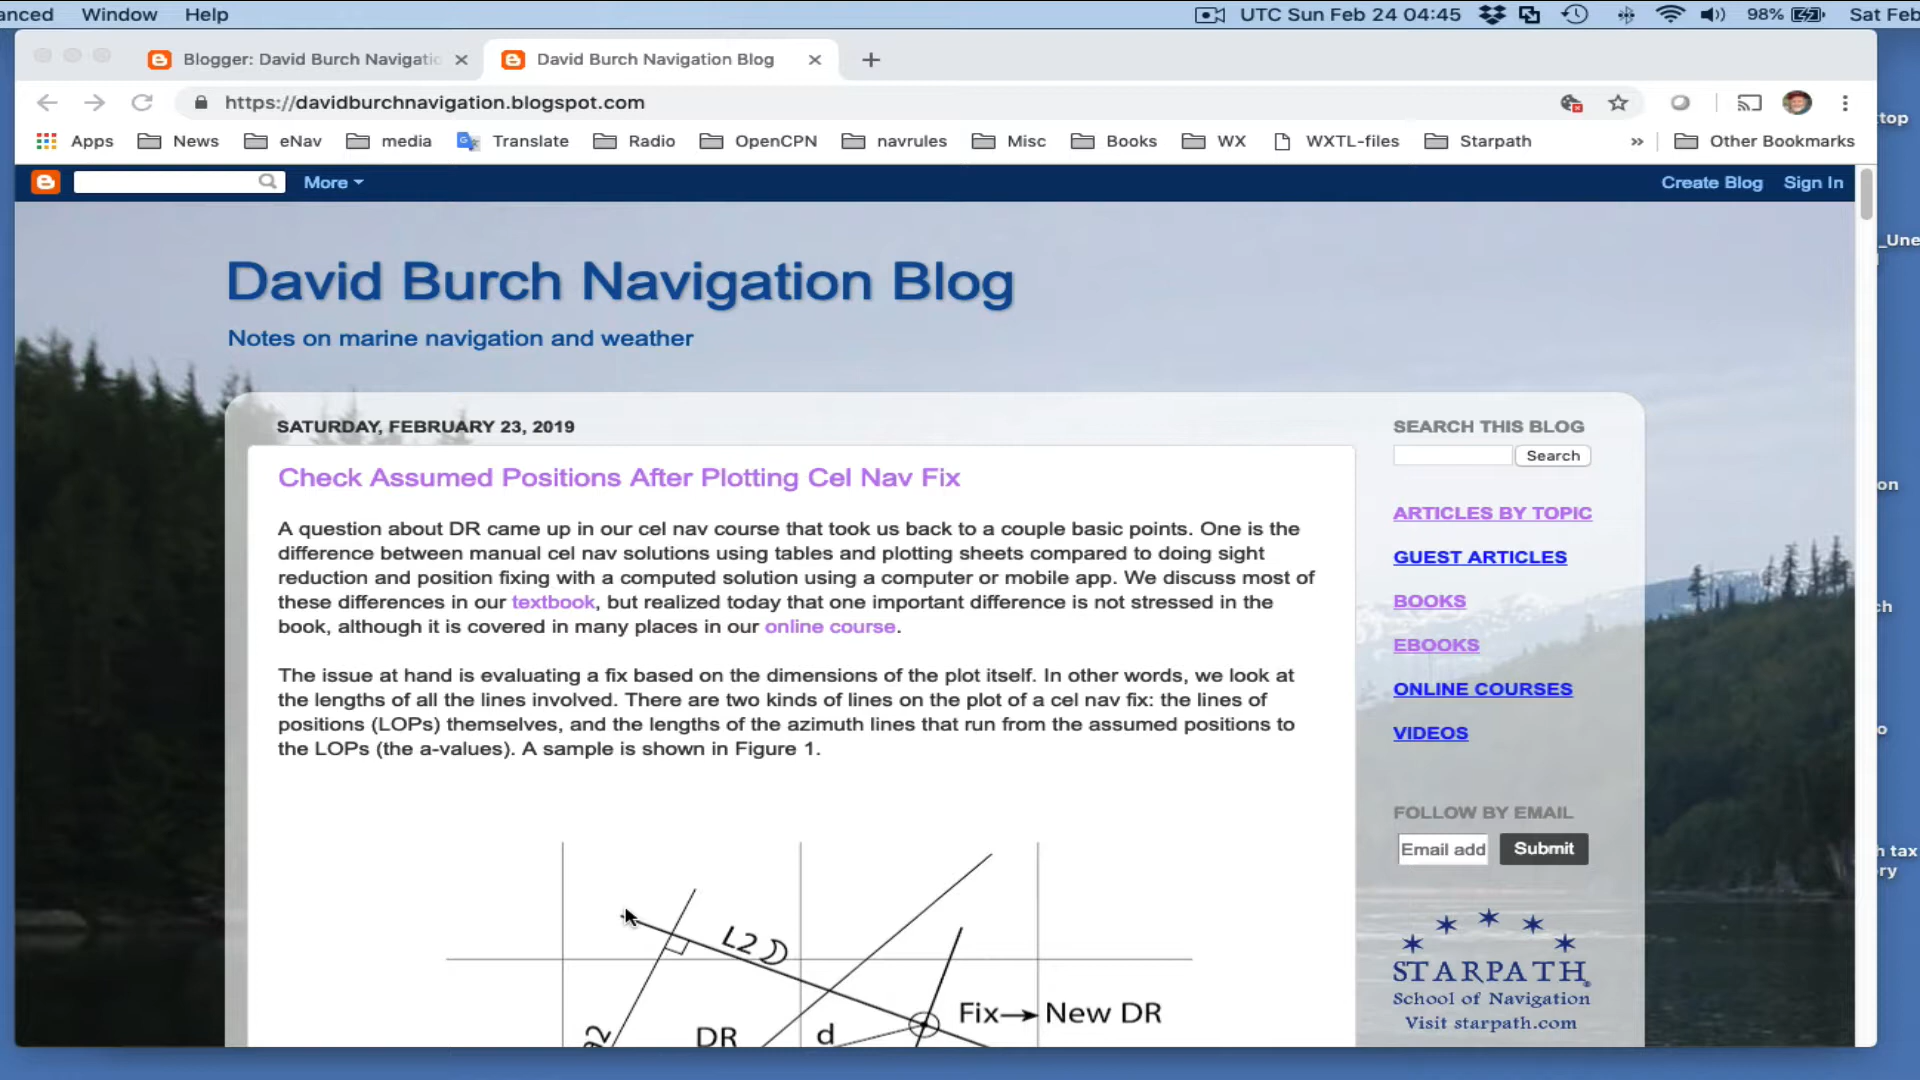 anced Window Help UTC Sun Feb 24 04:45 98% Sat Feb
Blogger: David Burch Navigatio David Burch Navigation Blog
https://davidburchnavigation.blogspot.com
Apps News eNav media Translate Radio OpenCPN navrules Misc Books WX WXTL-files Starpath » Other Bookmarks
More Create Blog Sign In
David Burch Navigation Blog
Notes on marine navigation and weather
SATURDAY, FEBRUARY 23, 2019
Check Assumed Positions After Plotting Cel Nav Fix
A question about DR came up in our cel nav course that took us back to a couple basic points. One is the
difference between manual cel nav solutions using tables and plotting sheets compared to doing sight
reduction and position fixing with a computed solution using a computer or mobile app. We discuss most of
these differences in our textbook, but realized today that one important difference is not stressed in the
book, although it is covered in many places in our online course.
The issue at hand is evaluating a fix based on the dimensions of the plot itself. In other words, we look at
the lengths of all the lines involved. There are two kinds of lines on the plot of a cel nav fix: the lines of
positions (LOPs) themselves, and the lengths of the azimuth lines that run from the assumed positions to
the LOPs (the a-values). A sample is shown in Figure 1.
L2
Fix→New DR
DR
d
SEARCH THIS BLOG
Search
ARTICLES BY TOPIC
GUEST ARTICLES
BOOKS
EBOOKS
ONLINE COURSES
VIDEOS
FOLLOW BY EMAIL
Email add Submit
STARPATH®
School of Navigation
Visit starpath.com
top
_Une
on
ch
o
h tax
ry